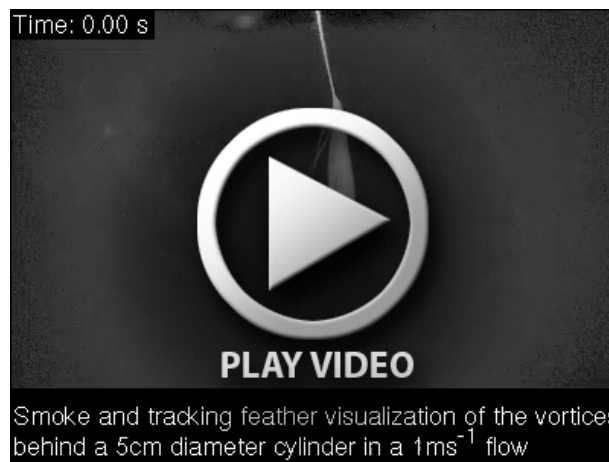 Time: 0.00 s
PLAY VIDEO
Smoke and tracking feather visualization of the vortices
behind a 5cm diameter cylinder in a 1ms⁻¹ flow